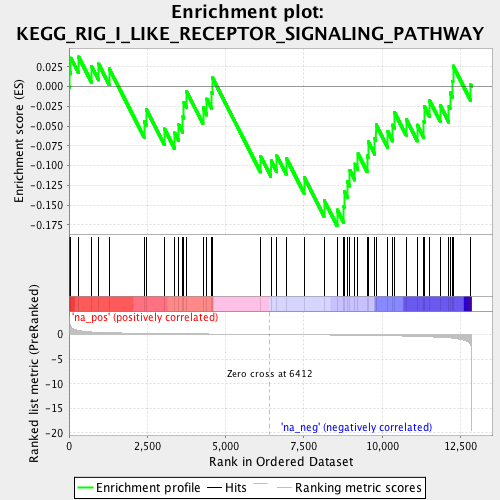 Enrichment plot:
KEGG_RIG_I_LIKE_RECEPTOR_SIGNALING_PATHWAY
Enrichment score (ES)
0.025
0.000
-0.025
-0.050
-0.075
-0.100
-0.125
-0.150
-0.175
'na_pos' (positively correlated)
Ranked list metric (PreRanked)
0
-5
-10
-15
-20
Zero cross at 6412
'na_neg' (negatively correlated)
0
2,500
5,000
7,500
10,000
12,500
Rank in Ordered Dataset
Enrichment profile
Hits
Ranking metric scores